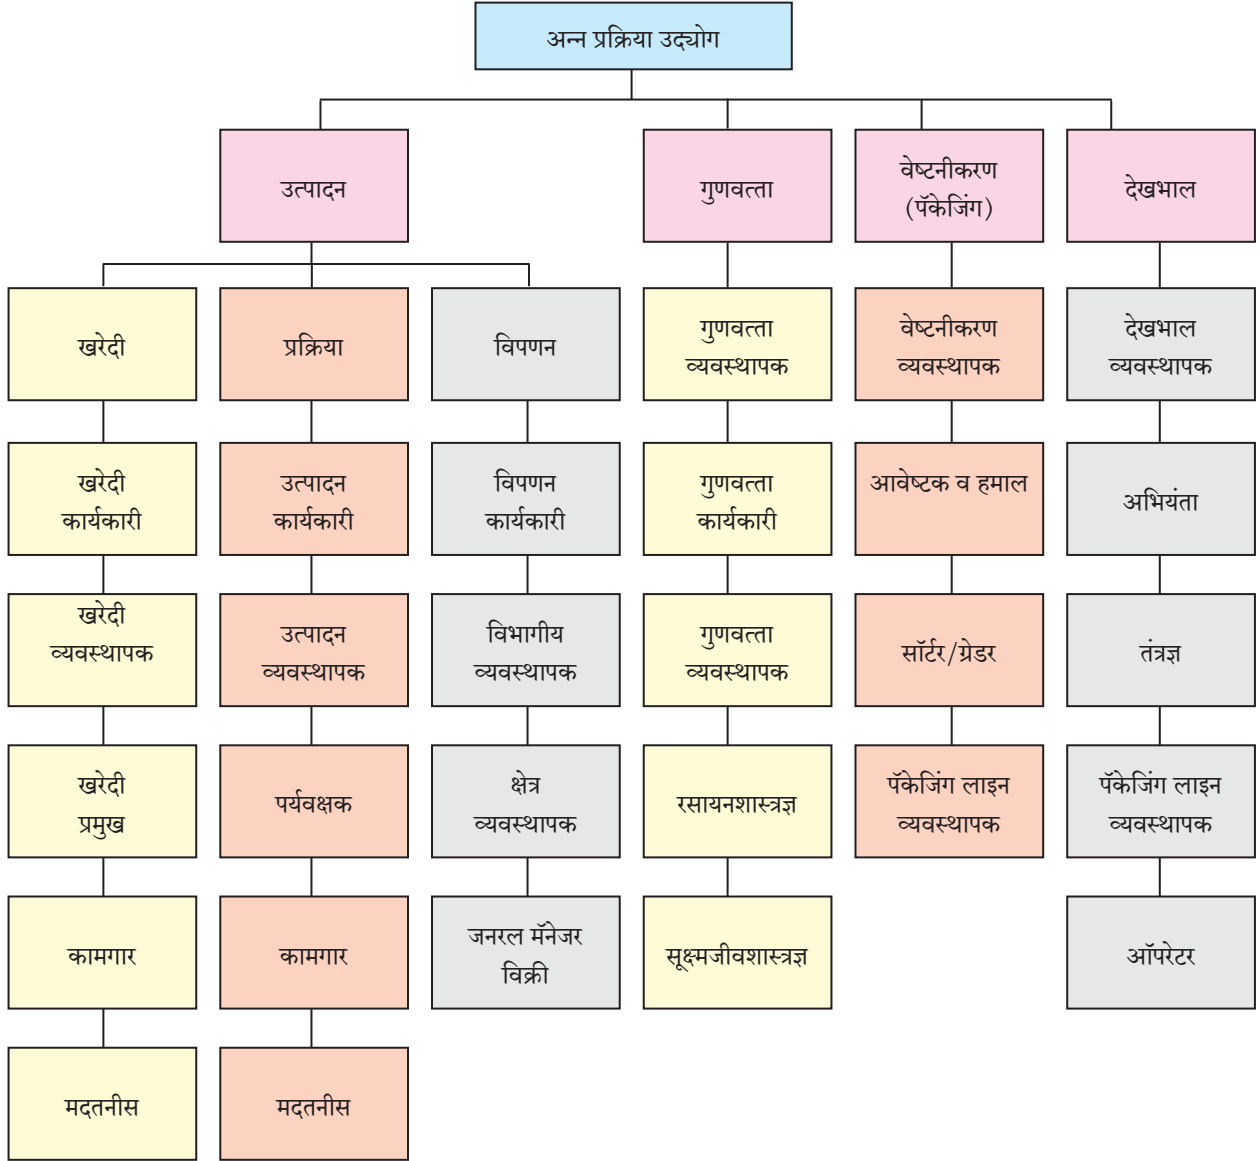 अन्न प्रक्रिया उद्योग
उत्पादन
गुणवत्ता
वेष्टनीकरण
(पॅकेजिंग)
देखभाल
खरेदी
प्रक्रिया
विपणन
गुणवत्ता
व्यवस्थापक
वेष्टनीकरण
व्यवस्थापक
देखभाल
व्यवस्थापक
खरेदी
कार्यकारी
उत्पादन
कार्यकारी
विपणन
कार्यकारी
गुणवत्ता
कार्यकारी
आवेष्टक व हमाल
अभियंता
खरेदी
व्यवस्थापक
उत्पादन
व्यवस्थापक
विभागीय
व्यवस्थापक
गुणवत्ता
व्यवस्थापक
सॉर्टर/ग्रेडर
तंत्रज्ञ
खरेदी
प्रमुख
पर्यवक्षक
क्षेत्र
व्यवस्थापक
रसायनशास्त्रज्ञ
पॅकेजिंग लाइन
व्यवस्थापक
पॅकेजिंग लाइन
व्यवस्थापक
कामगार
कामगार
जनरल मॅनेजर
विक्री
सूक्ष्मजीवशास्त्रज्ञ
ऑपरेटर
मदतनीस
मदतनीस